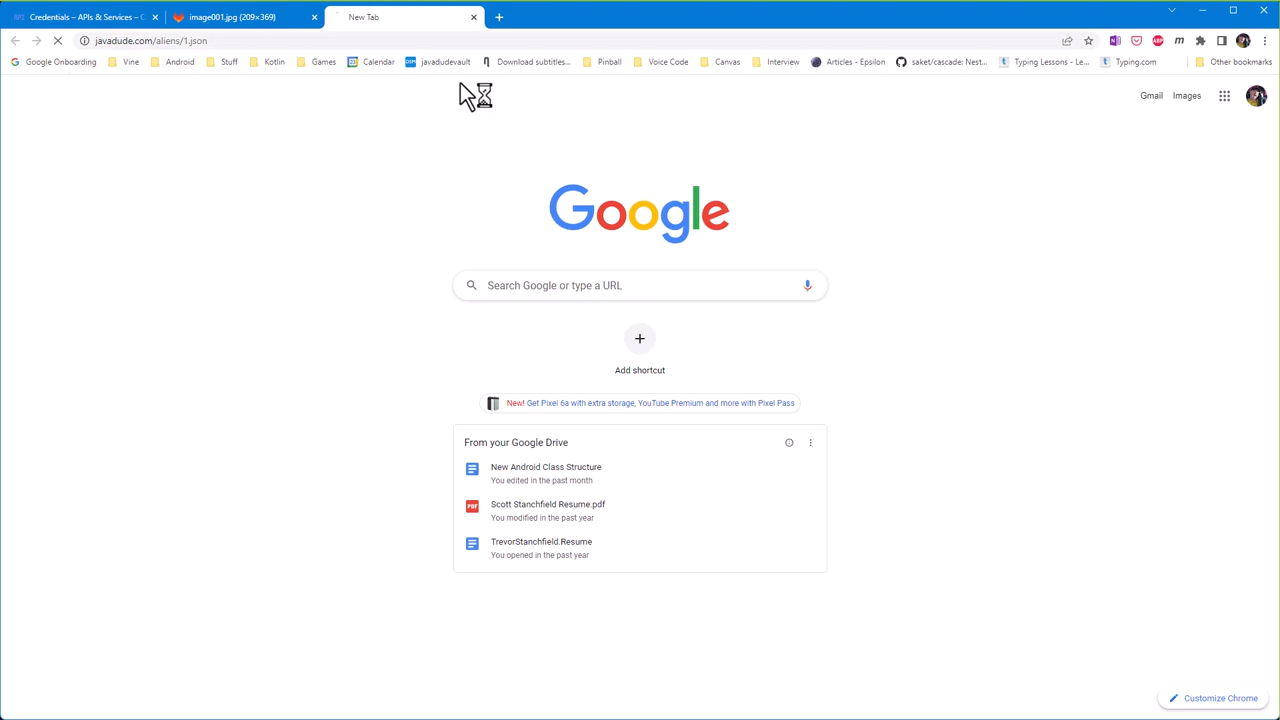 Credentials – APIs & Services – C
image001.jpg (209×369)
New Tab
javadude.com/aliens/1.json
Google Onboarding
Vine
Android
Stuff
Kotlin
Games
Calendar
javadudevault
Download subtitles...
Pinball
Voice Code
Canvas
Interview
Articles - Epsilon
saket/cascade: Nest...
Typing Lessons - Le...
Typing.com
Other bookmarks
Gmail
Images
Google
Search Google or type a URL
Add shortcut
New! Get Pixel 6a with extra storage, YouTube Premium and more with Pixel Pass
From your Google Drive
New Android Class Structure
You edited in the past month
PDF
Scott Stanchfield Resume.pdf
You modified in the past year
TrevorStanchfield.Resume
You opened in the past year
Customize Chrome